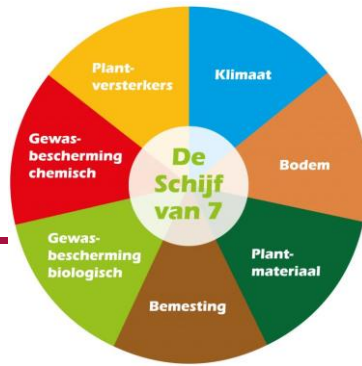 Klimaat
Bodem
Plant-
materiaal
Bemesting
Gewas-
bescherming
biologisch
Gewas-
bescherming
chemisch
Plant-
versterkers
De
Schijf
van 7